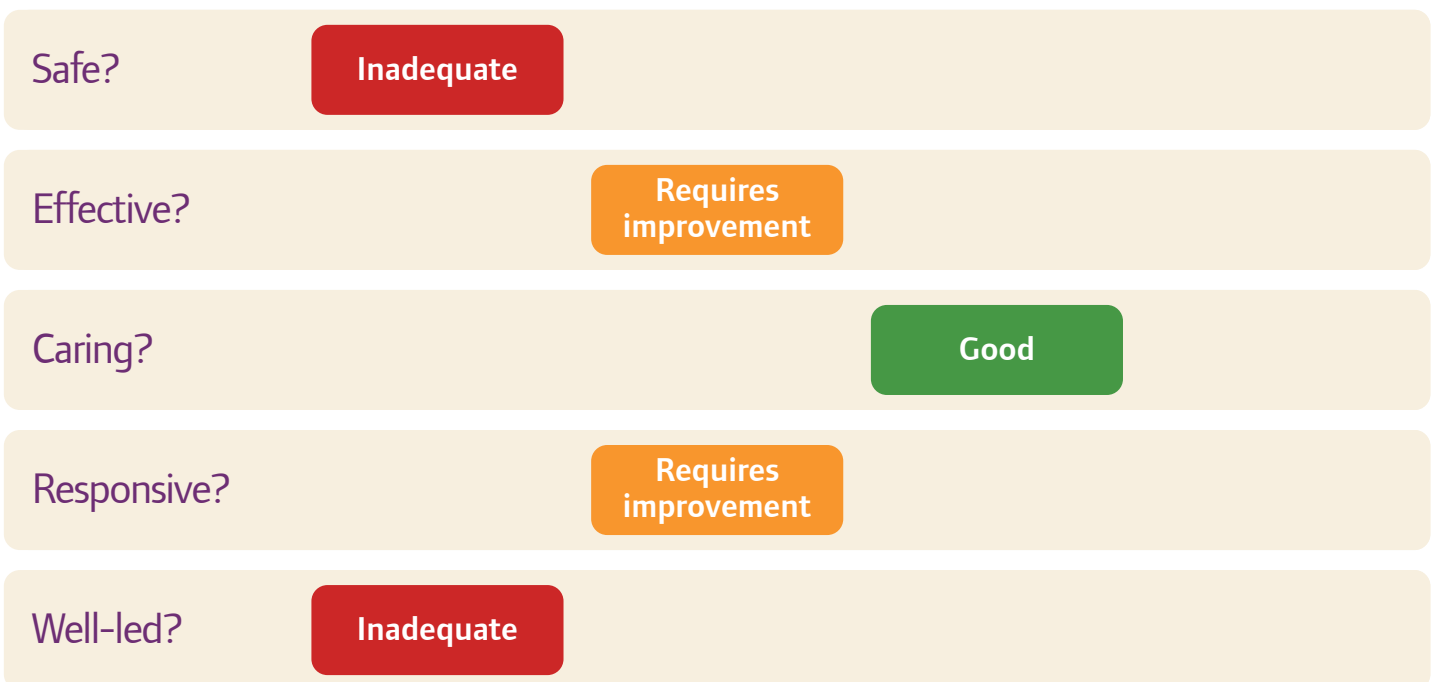 Safe?
Inadequate
Effective?
Requires
improvement
Caring?
Good
Responsive?
Requires
improvement
Well-led?
Inadequate